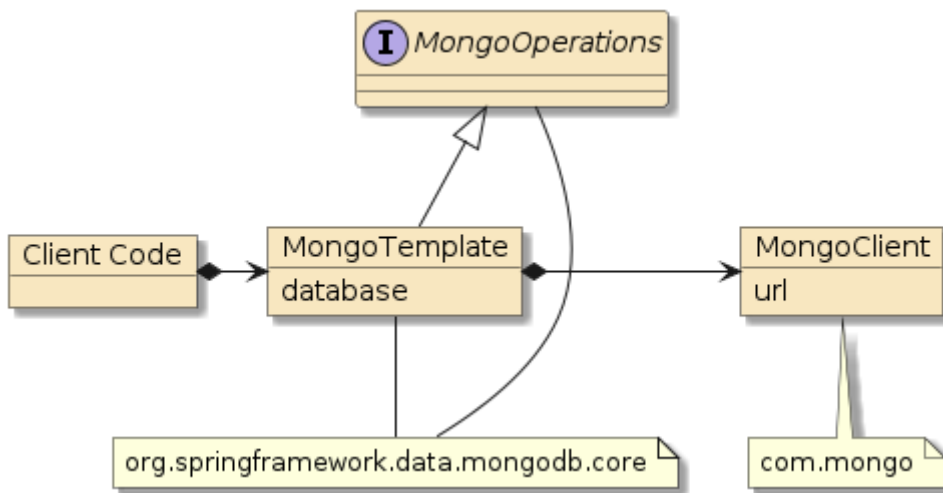 I MongoOperations
Client Code
MongoTemplate
database
MongoClient
url
org.springframework.data.mongodb.core
com.mongo